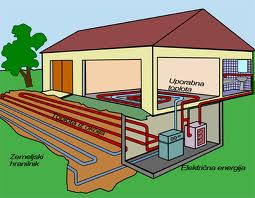 Uporabna
toplota
Toplota iz okolja
Zemeljski
hranilnik
Električna energija